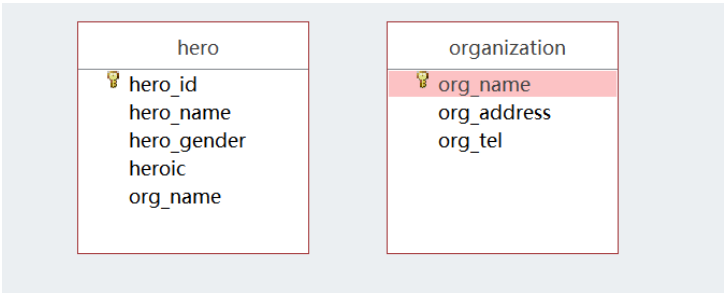 hero
hero_id
hero_name
hero_gender
heroic
org_name
organization
org_name
org_address
org_tel